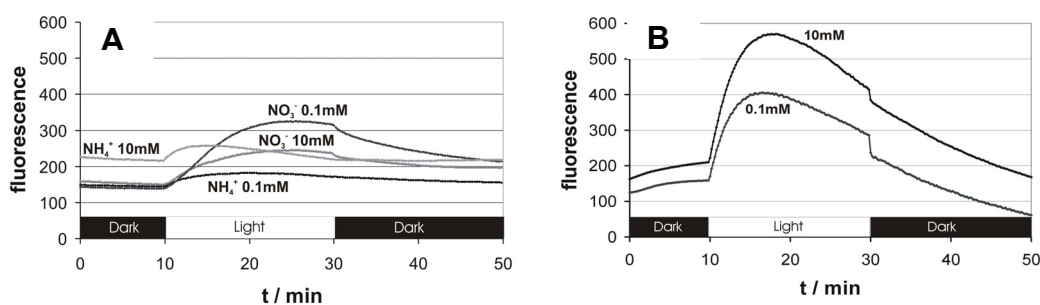 A
fluorescence
600
500
400
300
200
100
0
NO₃⁻ 0.1mM
NO₃⁻ 10mM
NH₄⁺ 10mM
NH₄⁺ 0.1mM
Dark Light Dark
0 10 20 30 40 50
t / min
B
fluorescence
600
500
400
300
200
100
0
10mM
0.1mM
Dark Light Dark
0 10 20 30 40 50
t / min